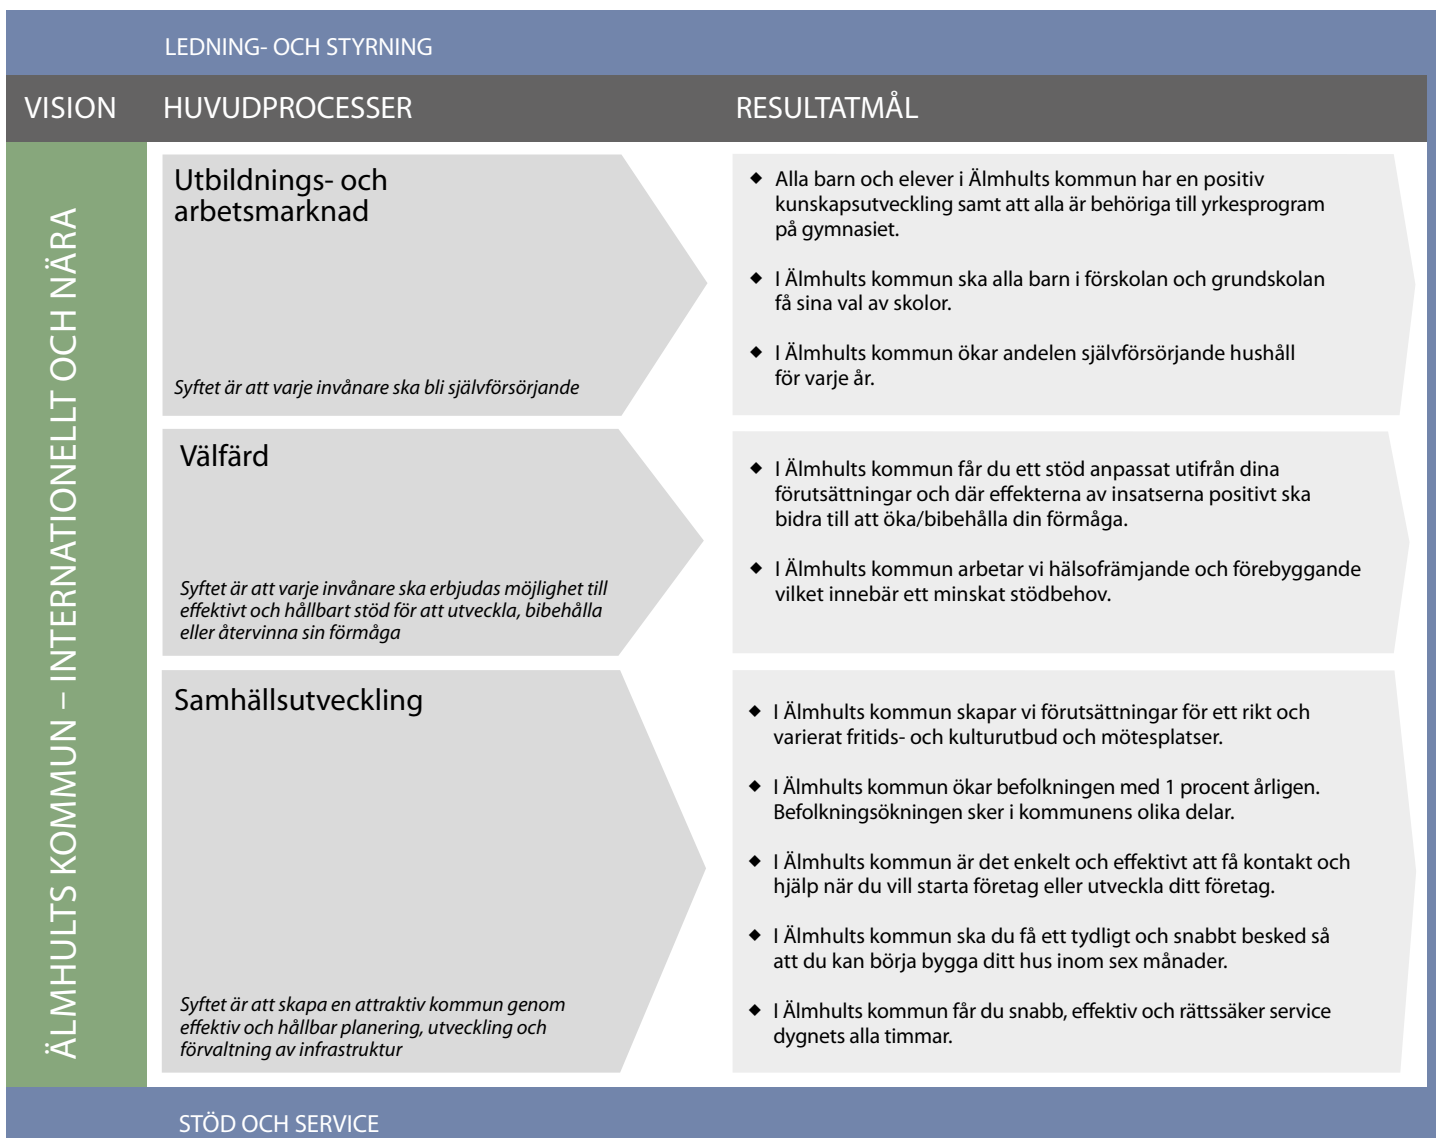 LEDNING- OCH STYRNING
VISION
HUVUDPROCESSER
RESULTATMÅL
ÄLMHULTS KOMMUN – INTERNATIONELLT OCH NÄRA
Utbildnings- och
arbetsmarknad
Syftet är att varje invånare ska bli självförsörjande
◆ Alla barn och elever i Älmhults kommun har en positiv
kunskapsutveckling samt att alla är behöriga till yrkesprogram
på gymnasiet.
◆ I Älmhults kommun ska alla barn i förskolan och grundskolan
få sina val av skolor.
◆ I Älmhults kommun ökar andelen självförsörjande hushåll
för varje år.
Välfärd
Syftet är att varje invånare ska erbjudas möjlighet till
effektivt och hållbart stöd för att utveckla, bibehålla
eller återvinna sin förmåga
◆ I Älmhults kommun får du ett stöd anpassat utifrån dina
förutsättningar och där effekterna av insatserna positivt ska
bidra till att öka/bibehålla din förmåga.
◆ I Älmhults kommun arbetar vi hälsofrämjande och förebyggande
vilket innebär ett minskat stödbehov.
Samhällsutveckling
Syftet är att skapa en attraktiv kommun genom
effektiv och hållbar planering, utveckling och
förvaltning av infrastruktur
◆ I Älmhults kommun skapar vi förutsättningar för ett rikt och
varierat fritids- och kulturutbud och mötesplatser.
◆ I Älmhults kommun ökar befolkningen med 1 procent årligen.
Befolkningsökningen sker i kommunens olika delar.
◆ I Älmhults kommun är det enkelt och effektivt att få kontakt och
hjälp när du vill starta företag eller utveckla ditt företag.
◆ I Älmhults kommun ska du få ett tydligt och snabbt besked så
att du kan börja bygga ditt hus inom sex månader.
◆ I Älmhults kommun får du snabb, effektiv och rättssäker service
dygnets alla timmar.
STÖD OCH SERVICE